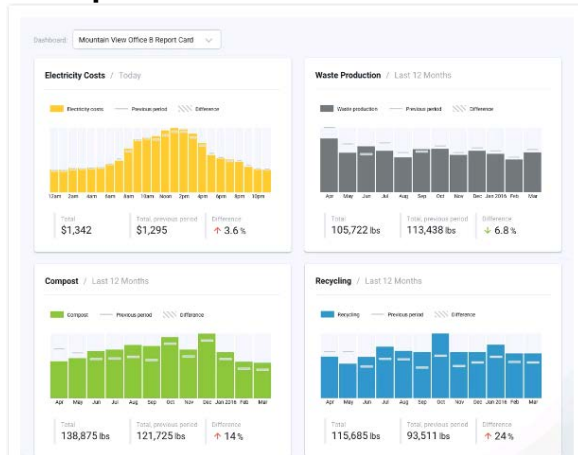 Dashboard: Mountain View Office B Report Card
Electricity Costs / Today
Electricity costs Previous period Difference
12am 2am 4am 6am 8am 10am Noon 2pm 4pm 6pm 8pm 10pm
Total Total, previous period Difference
$1,342 $1,295 ↑ 3.6 %
Waste Production / Last 12 Months
Waste production Previous period Difference
Apr May Jun Jul Aug Sep Oct Nov Dec Jan 2016 Feb Mar
Total Total, previous period Difference
105,722 lbs 113,438 lbs ↓ 6.8 %
Compost / Last 12 Months
Compost Previous period Difference
Apr May Jun Jul Aug Sep Oct Nov Dec Jan 2016 Feb Mar
Total Total, previous period Difference
138,875 lbs 121,725 lbs ↑ 14 %
Recycling / Last 12 Months
Recycling Previous period Difference
Apr May Jun Jul Aug Sep Oct Nov Dec Jan 2016 Feb Mar
Total Total, previous period Difference
115,685 lbs 93,511 lbs ↑ 24 %